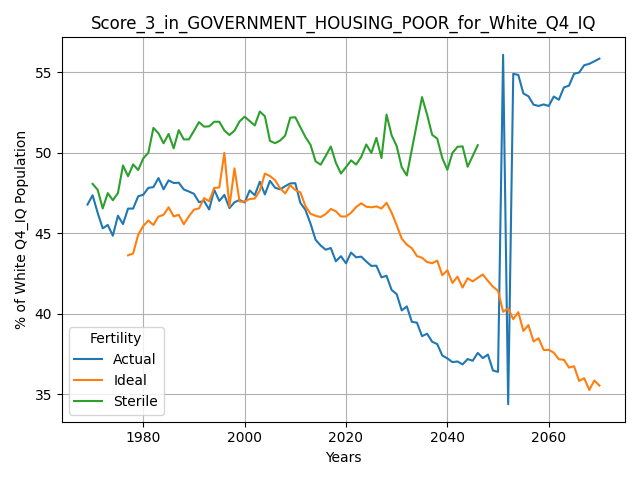 Score_3_in_GOVERNMENT_HOUSING_POOR_for_White_Q4_IQ
% of White Q4_IQ Population
55
50
45
40
35
Fertility
Actual
Ideal
Sterile
1980 2000 2020 2040 2060
Years